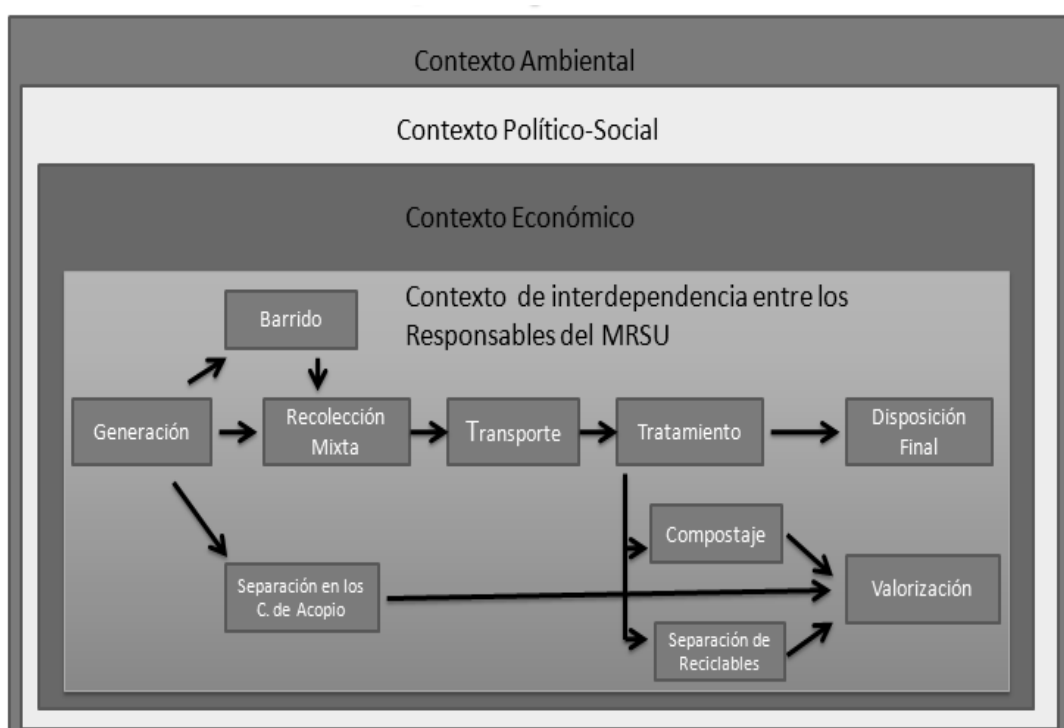 Contexto Ambiental
Contexto Político-Social
Contexto Económico
Contexto de interdependencia entre los
Responsables del MRSU
Barrido
Generación
Recolección
Mixta
Transporte
Tratamiento
Disposición
Final
Compostaje
Separación en los
C. de Acopio
Valorización
Separación de
Reciclables